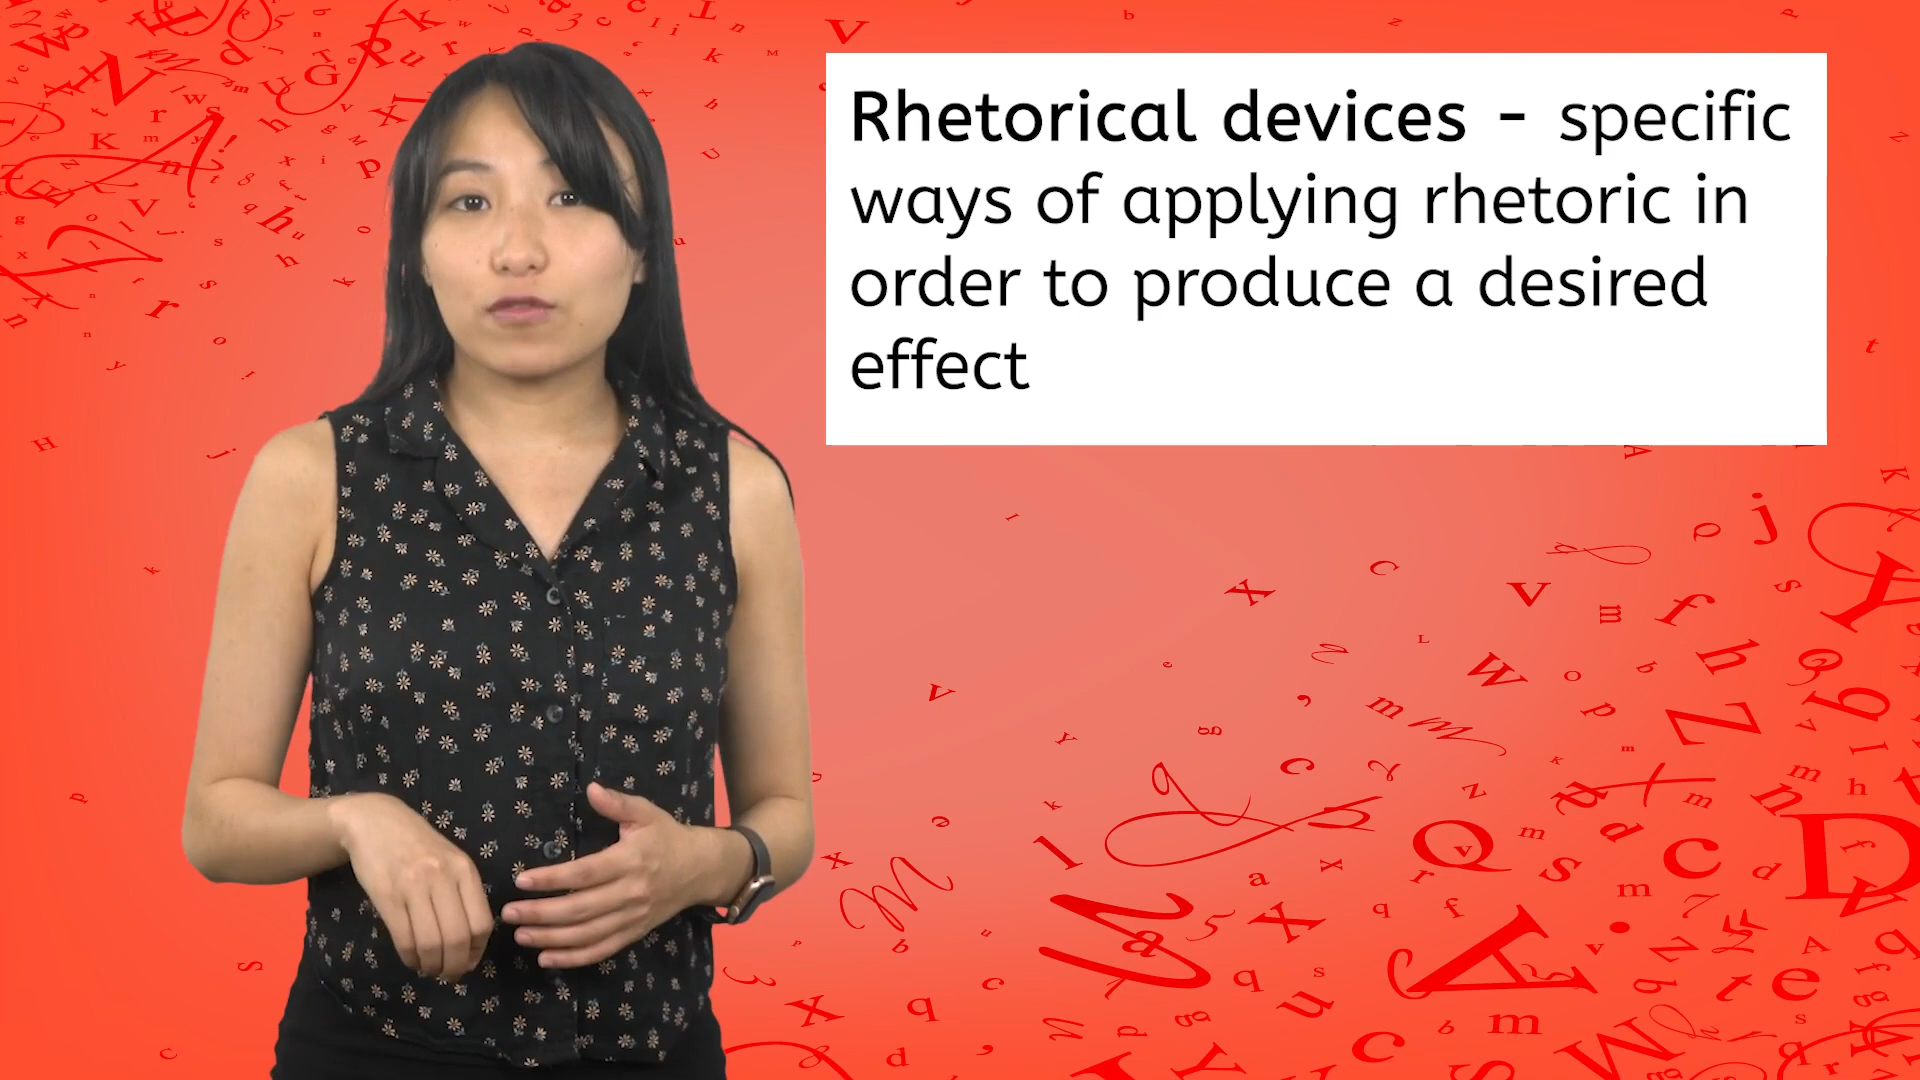 Rhetorical devices - specific
ways of applying rhetoric in
order to produce a desired
effect